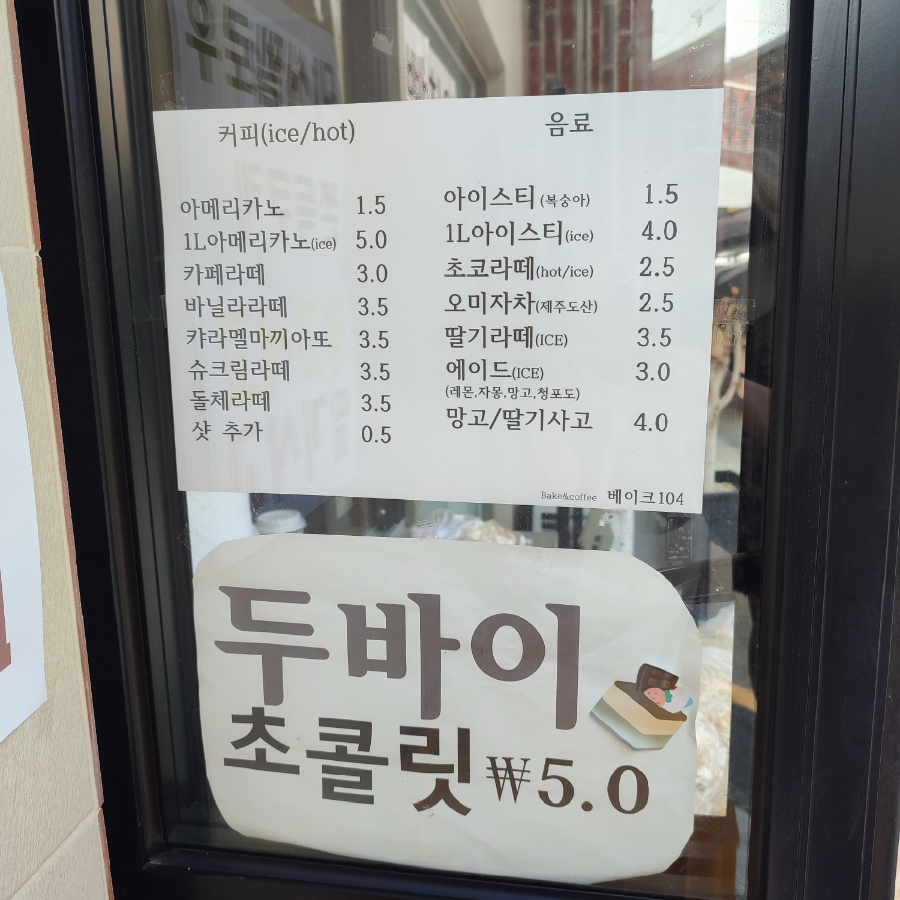 커피(ice/hot)
아메리카노 1.5
1L아메리카노(ice) 5.0
카페라떼 3.0
바닐라라떼 3.5
캬라멜마끼아또 3.5
슈크림라떼 3.5
돌체라떼 3.5
샷 추가 0.5
음료
아이스티(복숭아) 1.5
1L아이스티(ice) 4.0
초코라떼(hot/ice) 2.5
오미자차(제주도산) 2.5
딸기라떼(ICE) 3.5
에이드(ICE) 3.0
(레몬,자몽,망고,청포도)
망고/딸기사고 4.0
Bake&coffee 베이크104
두바이
초콜릿 ₩5.0